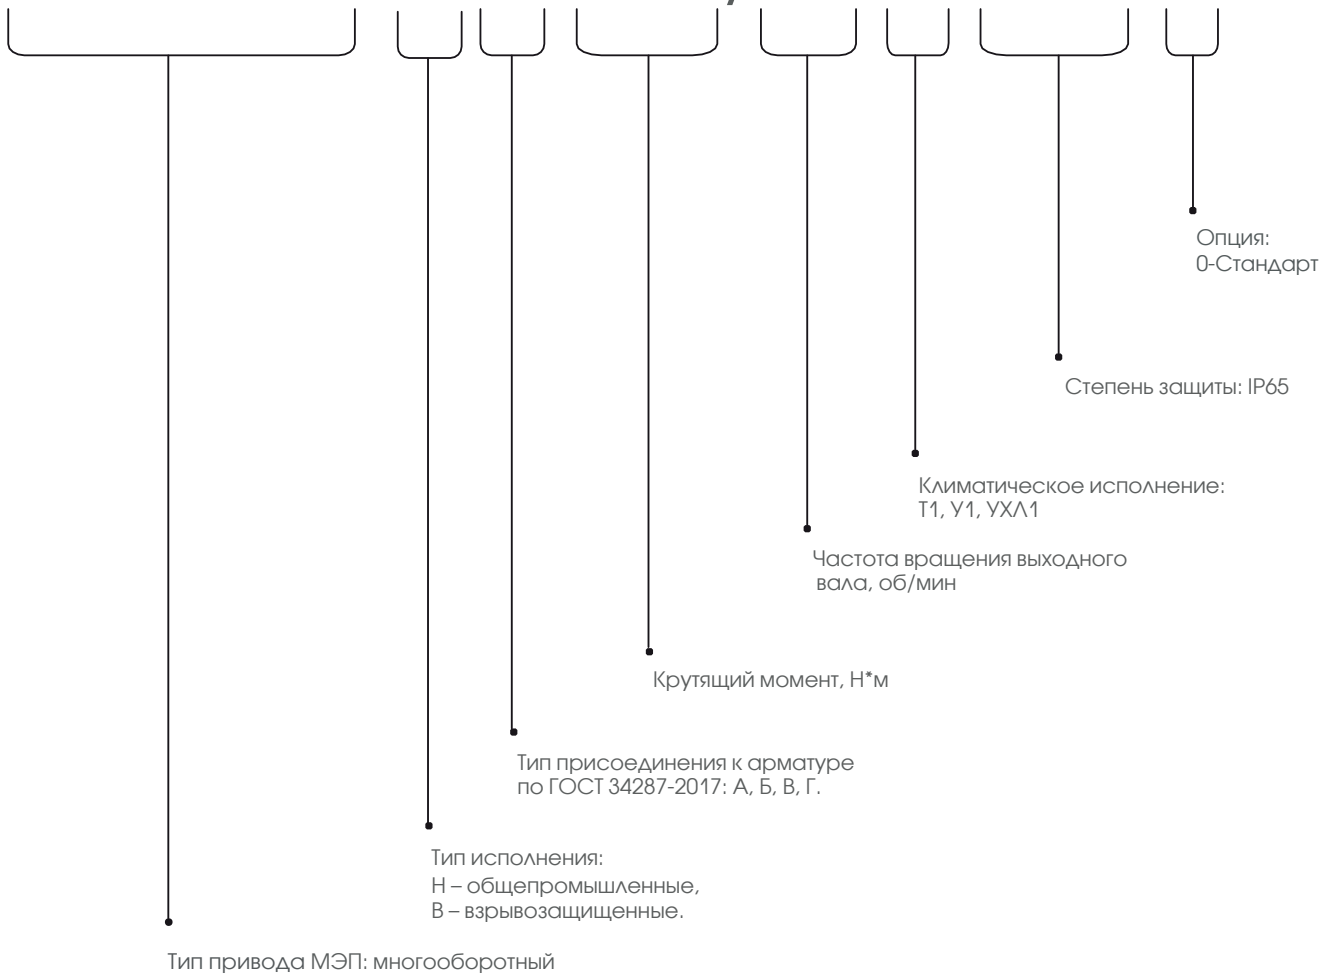 Опция:
0-Стандарт
Степень защиты: IP65
Климатическое исполнение:
Т1, У1, УХЛ1
Частота вращения выходного
вала, об/мин
Крутящий момент, Н*м
Тип присоединения к арматуре
по ГОСТ 34287-2017: А, Б, В, Г.
Тип исполнения:
Н – общепромышленные,
В – взрывозащищенные.
Тип привода МЭП: многооборотный